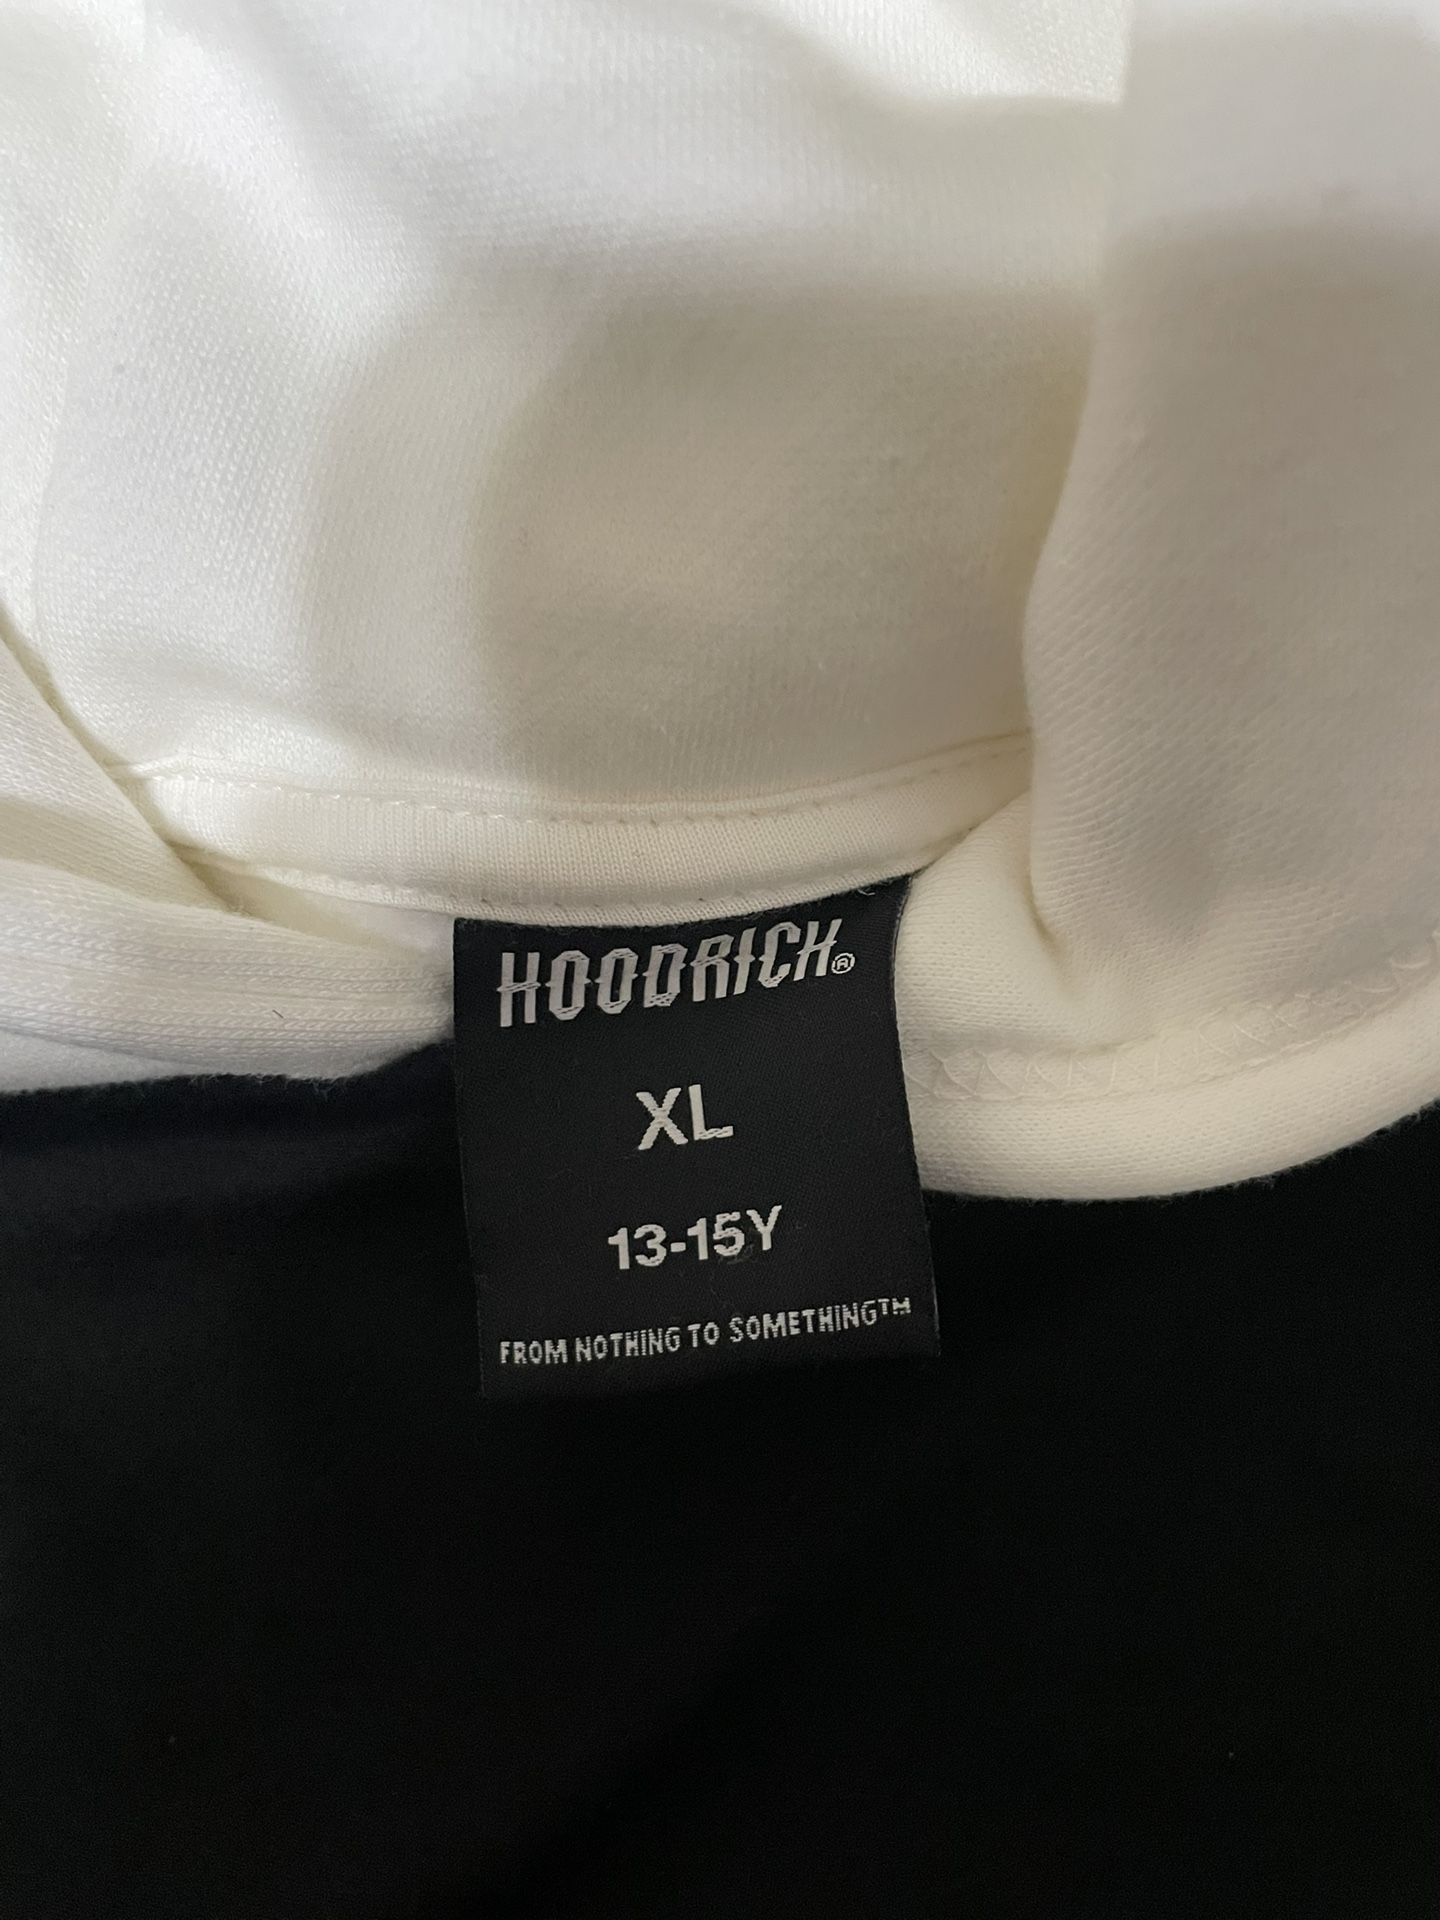 HOODRICH®
XL
13-15Y
FROM NOTHING TO SOMETHING™